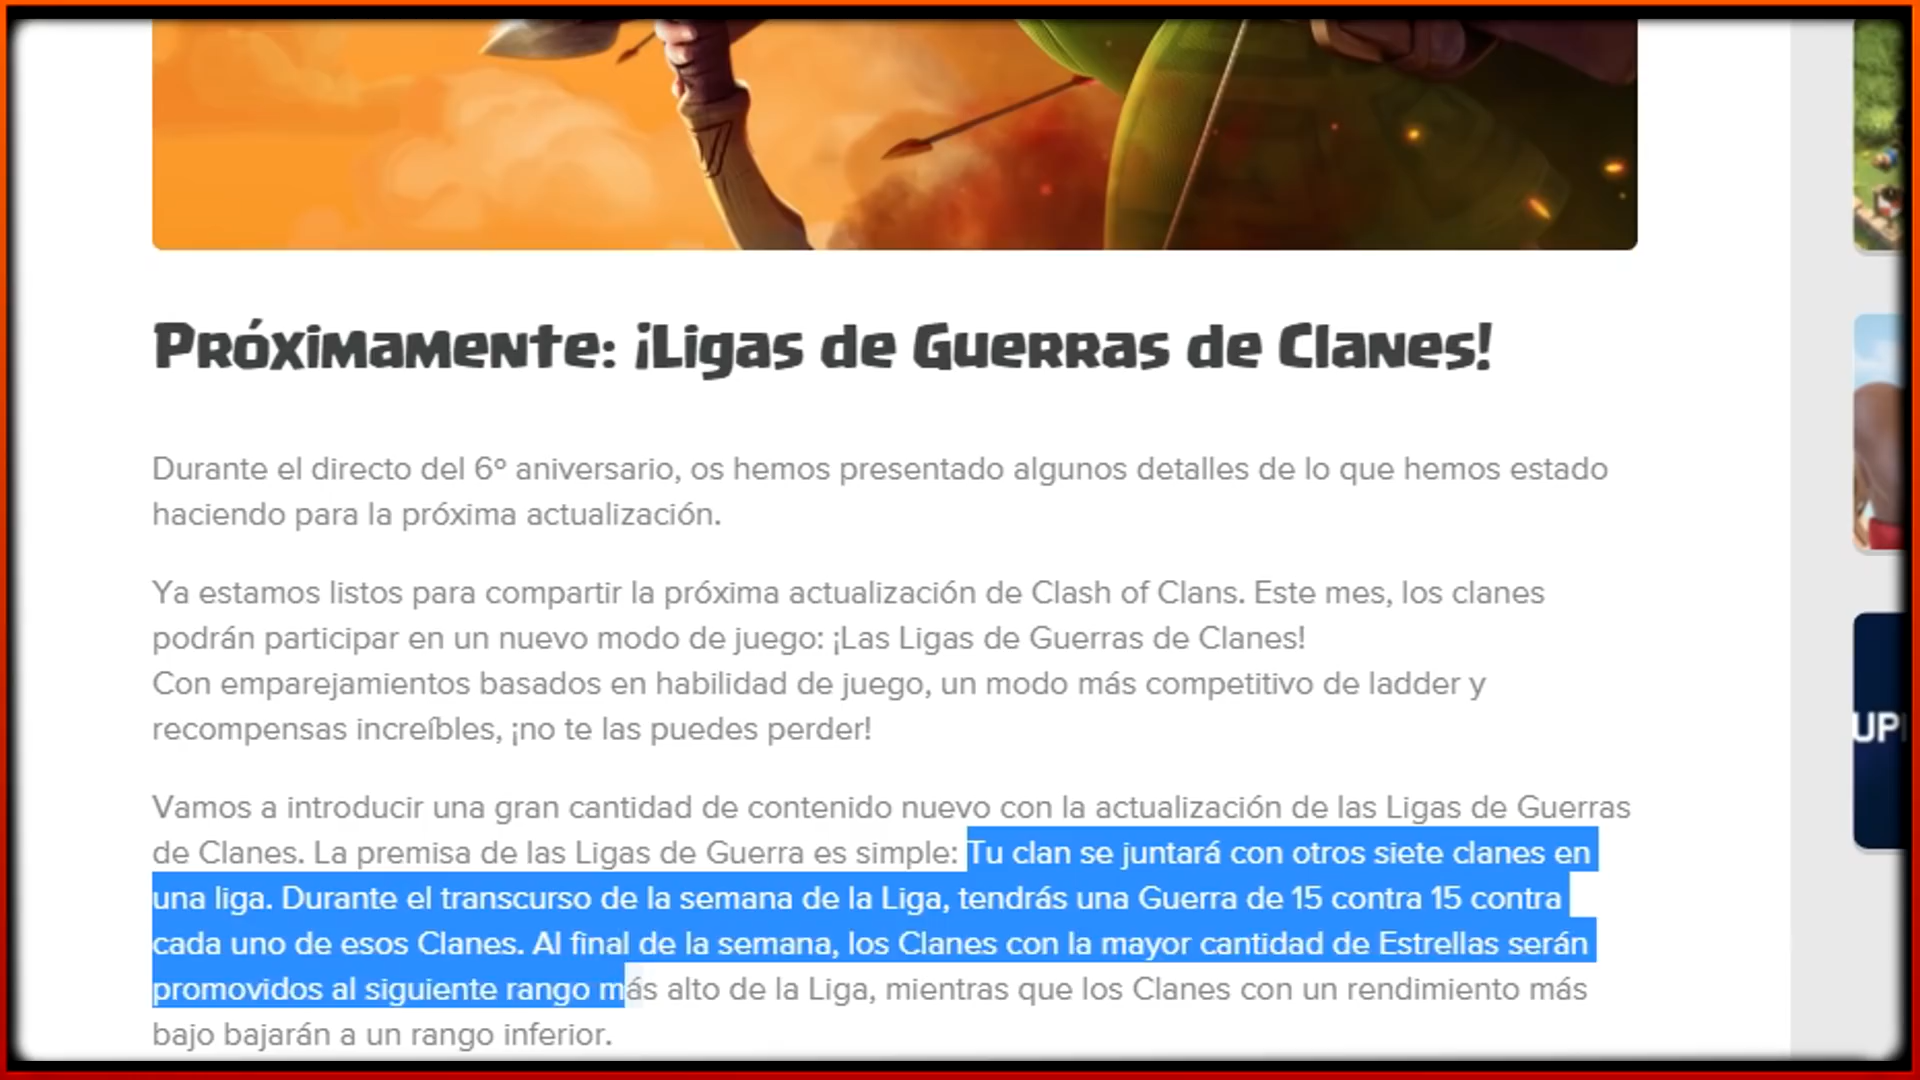 Próximamente: ¡Ligas de Guerras de Clanes!
Durante el directo del 6º aniversario, os hemos presentado algunos detalles de lo que hemos estado
haciendo para la próxima actualización.
Ya estamos listos para compartir la próxima actualización de Clash of Clans. Este mes, los clanes
podrán participar en un nuevo modo de juego: ¡Las Ligas de Guerras de Clanes!
Con emparejamientos basados en habilidad de juego, un modo más competitivo de ladder y
recompensas increíbles, ¡no te las puedes perder!
Vamos a introducir una gran cantidad de contenido nuevo con la actualización de las Ligas de Guerras
de Clanes. La premisa de las Ligas de Guerra es simple: Tu clan se juntará con otros siete clanes en
una liga. Durante el transcurso de la semana de la Liga, tendrás una Guerra de 15 contra 15 contra
cada uno de esos Clanes. Al final de la semana, los Clanes con la mayor cantidad de Estrellas serán
promovidos al siguiente rango más alto de la Liga, mientras que los Clanes con un rendimiento más
bajo bajarán a un rango inferior.